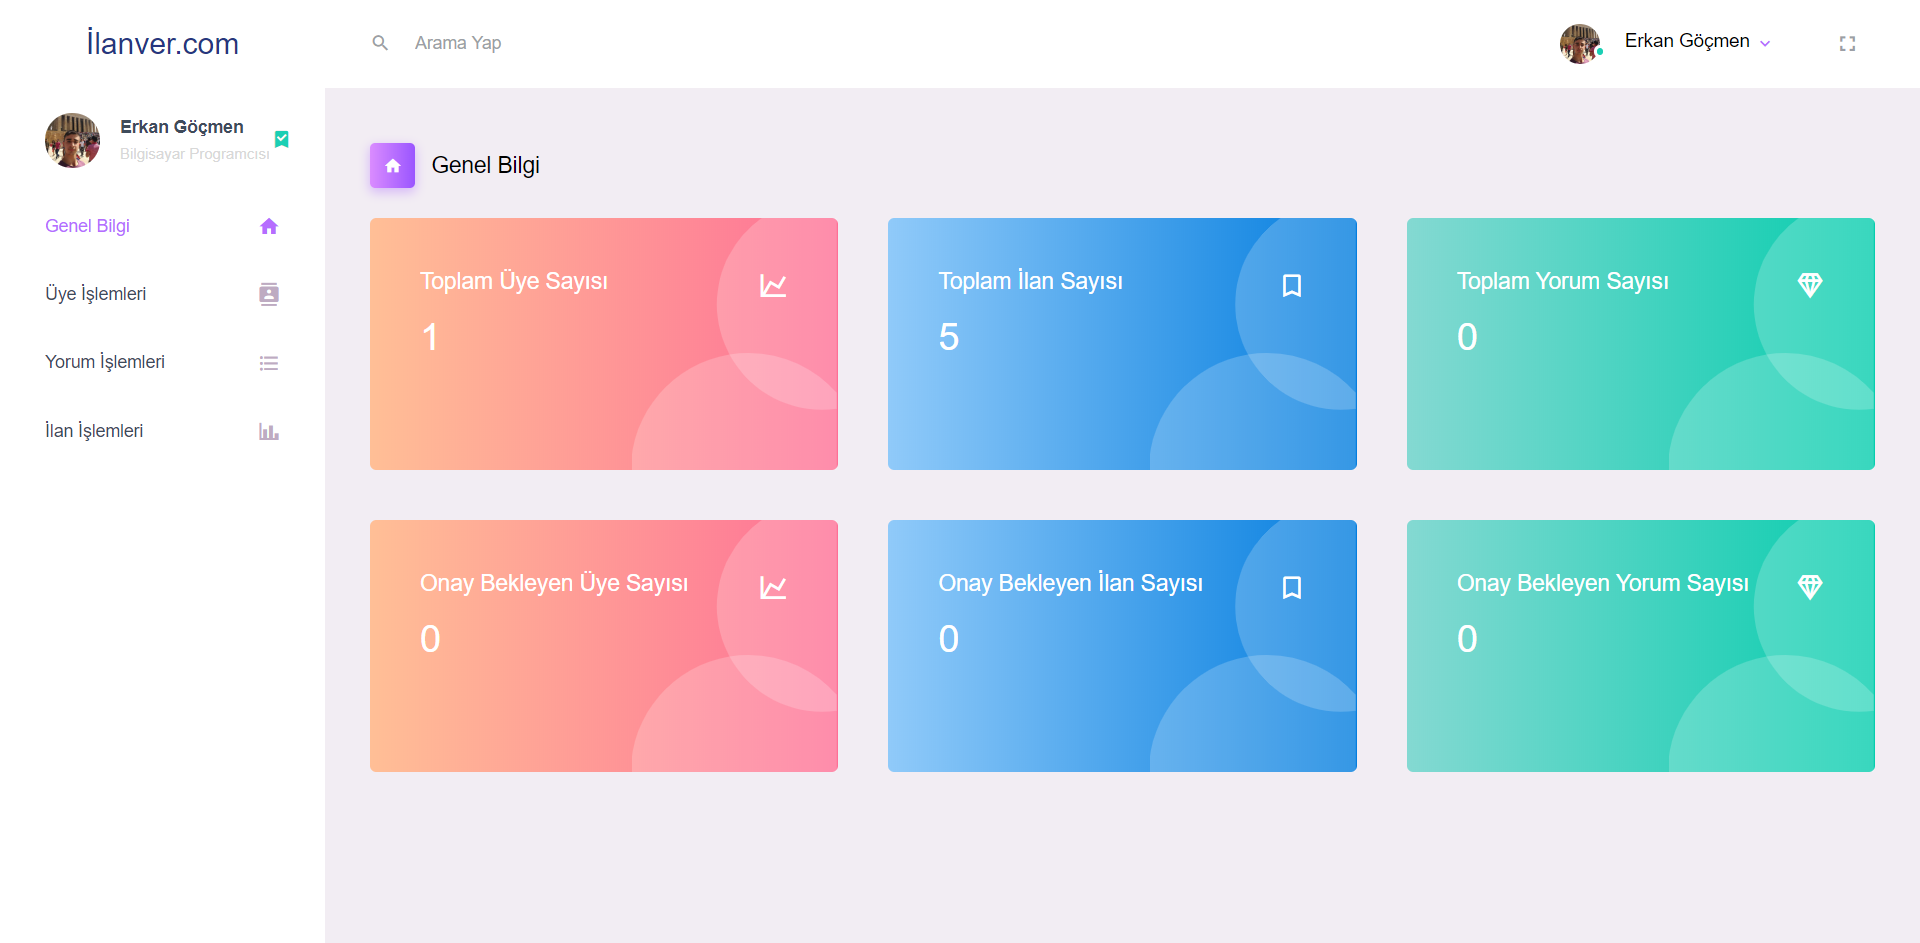 İlanver.com
Arama Yap
Erkan Göçmen
Erkan Göçmen
Bilgisayar Programcısı
Genel Bilgi
Üye İşlemleri
Yorum İşlemleri
İlan İşlemleri
Genel Bilgi
Toplam Üye Sayısı
1
Toplam İlan Sayısı
5
Toplam Yorum Sayısı
0
Onay Bekleyen Üye Sayısı
0
Onay Bekleyen İlan Sayısı
0
Onay Bekleyen Yorum Sayısı
0